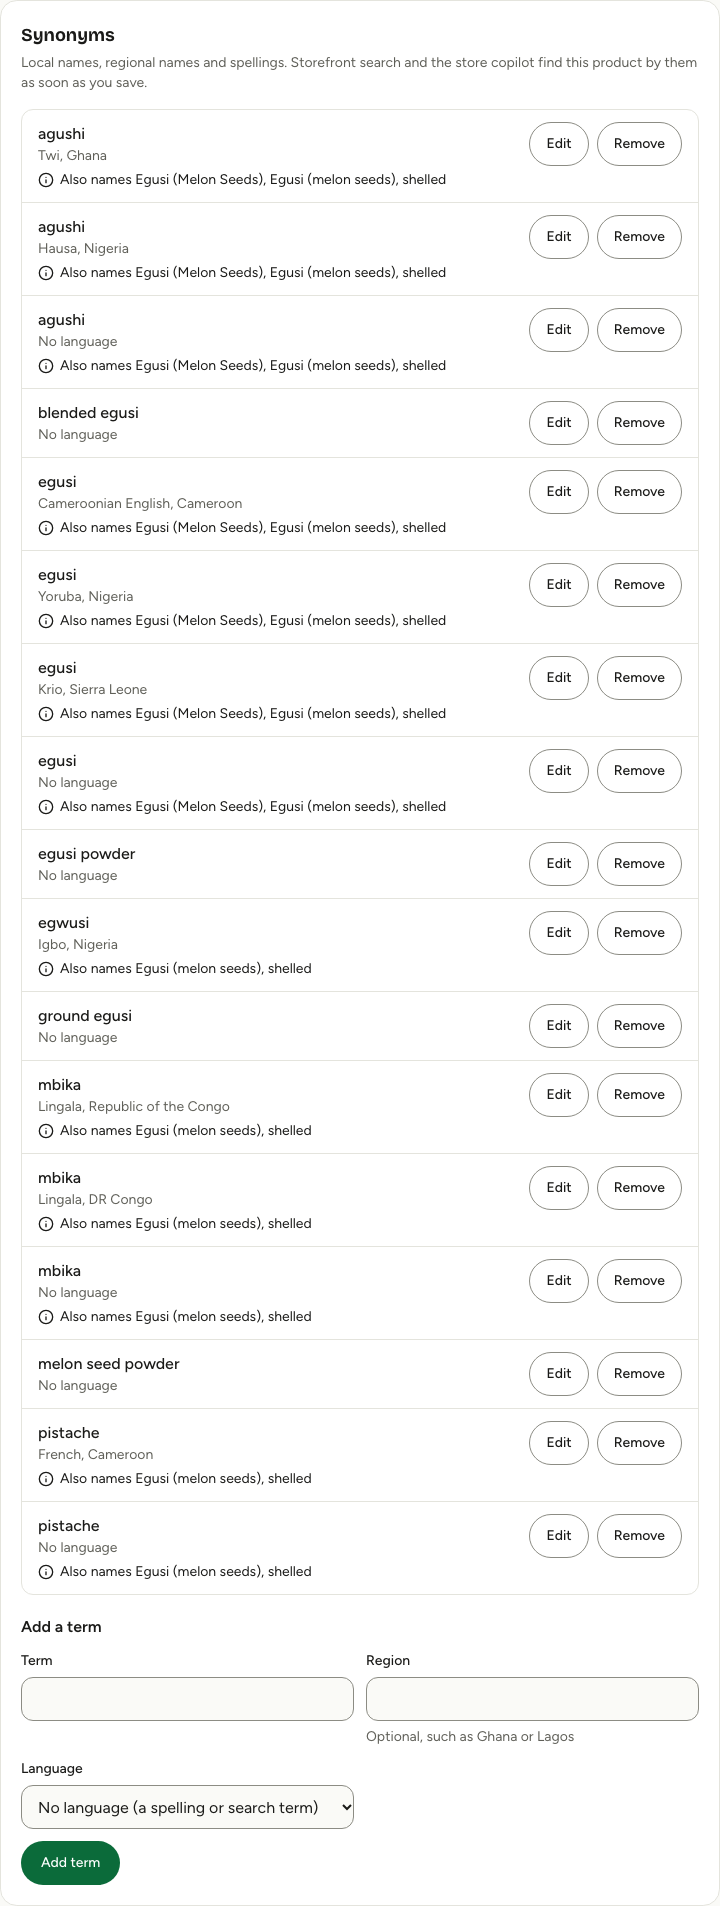 Synonyms
Local names, regional names and spellings. Storefront search and the store copilot find this product by them
as soon as you save.
agushi
Twi, Ghana
Also names Egusi (Melon Seeds), Egusi (melon seeds), shelled
Edit
Remove
agushi
Hausa, Nigeria
Also names Egusi (Melon Seeds), Egusi (melon seeds), shelled
Edit
Remove
agushi
No language
Also names Egusi (Melon Seeds), Egusi (melon seeds), shelled
Edit
Remove
blended egusi
No language
Edit
Remove
egusi
Cameroonian English, Cameroon
Also names Egusi (Melon Seeds), Egusi (melon seeds), shelled
Edit
Remove
egusi
Yoruba, Nigeria
Also names Egusi (Melon Seeds), Egusi (melon seeds), shelled
Edit
Remove
egusi
Krio, Sierra Leone
Also names Egusi (Melon Seeds), Egusi (melon seeds), shelled
Edit
Remove
egusi
No language
Also names Egusi (Melon Seeds), Egusi (melon seeds), shelled
Edit
Remove
egusi powder
No language
Edit
Remove
egwusi
Igbo, Nigeria
Also names Egusi (melon seeds), shelled
Edit
Remove
ground egusi
No language
Edit
Remove
mbika
Lingala, Republic of the Congo
Also names Egusi (melon seeds), shelled
Edit
Remove
mbika
Lingala, DR Congo
Also names Egusi (melon seeds), shelled
Edit
Remove
mbika
No language
Also names Egusi (melon seeds), shelled
Edit
Remove
melon seed powder
No language
Edit
Remove
pistache
French, Cameroon
Also names Egusi (melon seeds), shelled
Edit
Remove
pistache
No language
Also names Egusi (melon seeds), shelled
Edit
Remove
Add a term
Term
Region
Optional, such as Ghana or Lagos
Language
No language (a spelling or search term)
Add term